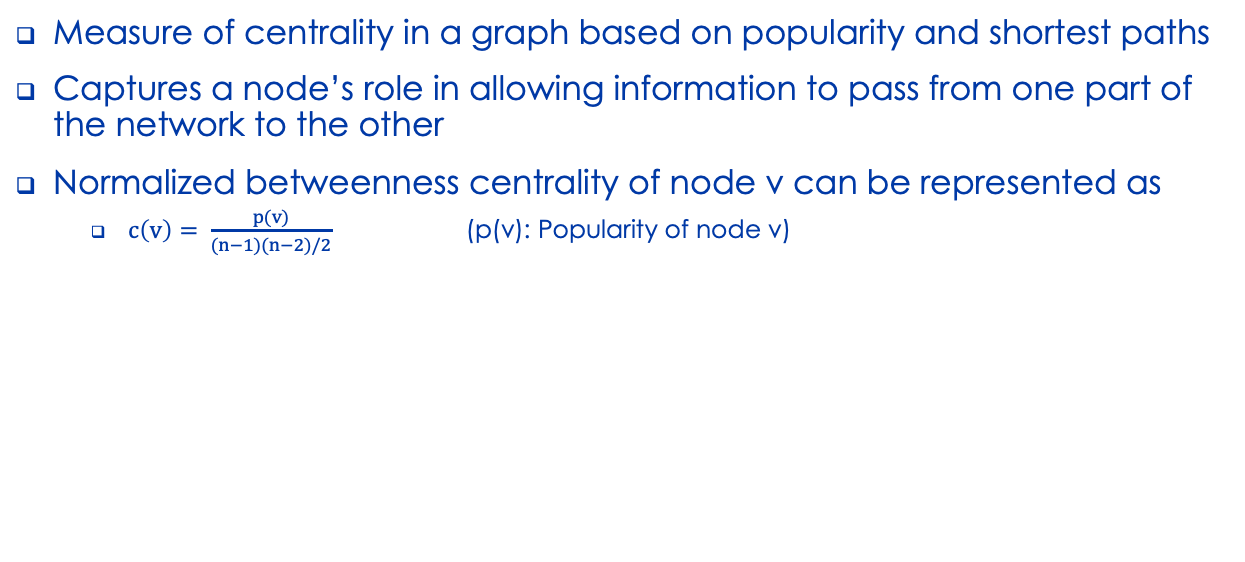 ❑ Measure of centrality in a graph based on popularity and shortest paths
❑ Captures a node’s role in allowing information to pass from one part of
the network to the other
❑ Normalized betweenness centrality of node v can be represented as
❑ c(v) = p(v) / (n−1)(n−2)/2 (p(v): Popularity of node v)